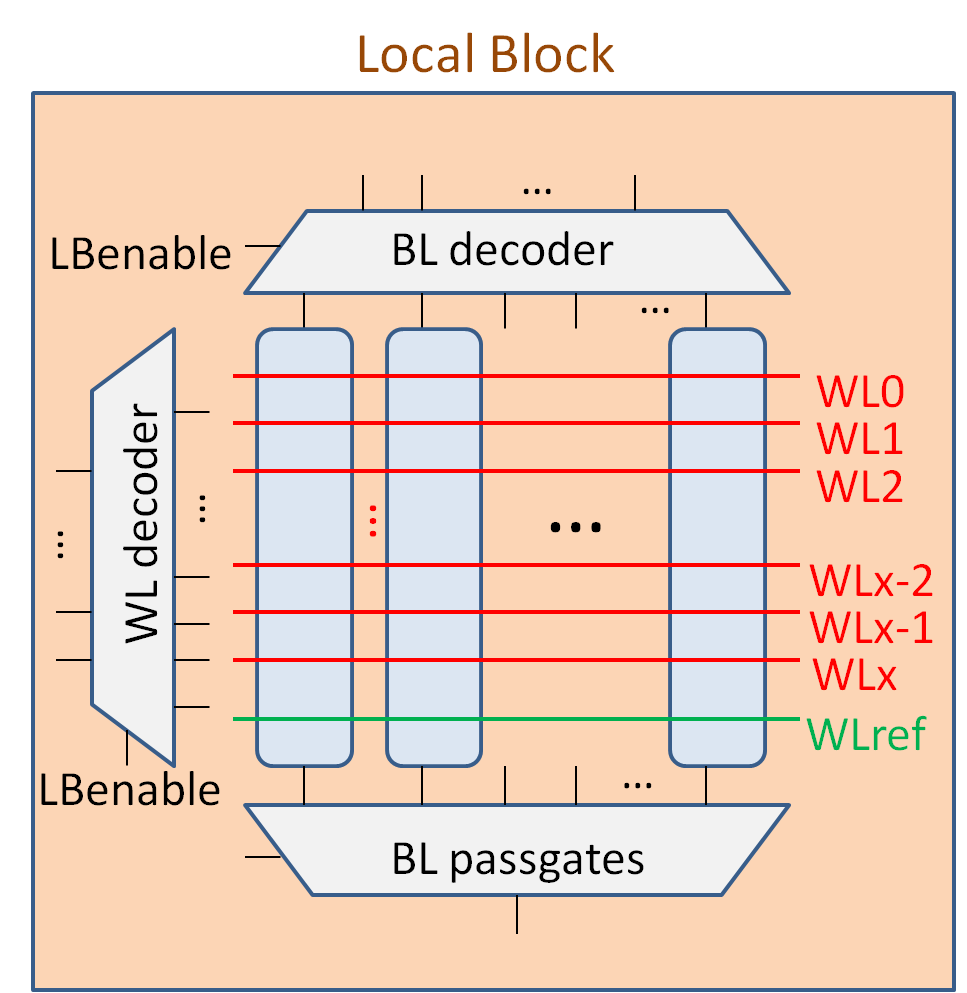 Local Block
...
LBenable
BL decoder
...
WL decoder
...
...
...
...
WL0
WL1
WL2
WLx-2
WLx-1
WLx
WLref
LBenable
...
BL passgates